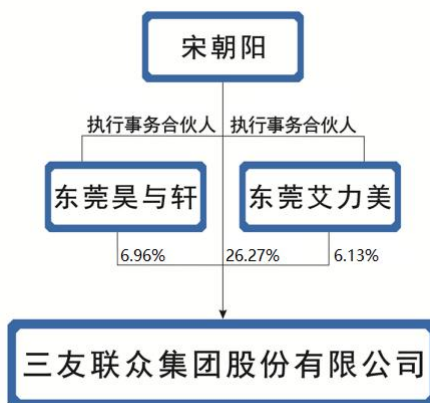 宋朝阳
执行事务合伙人 执行事务合伙人
东莞昊与轩 东莞艾力美
6.96% 26.27% 6.13%
三友联众集团股份有限公司